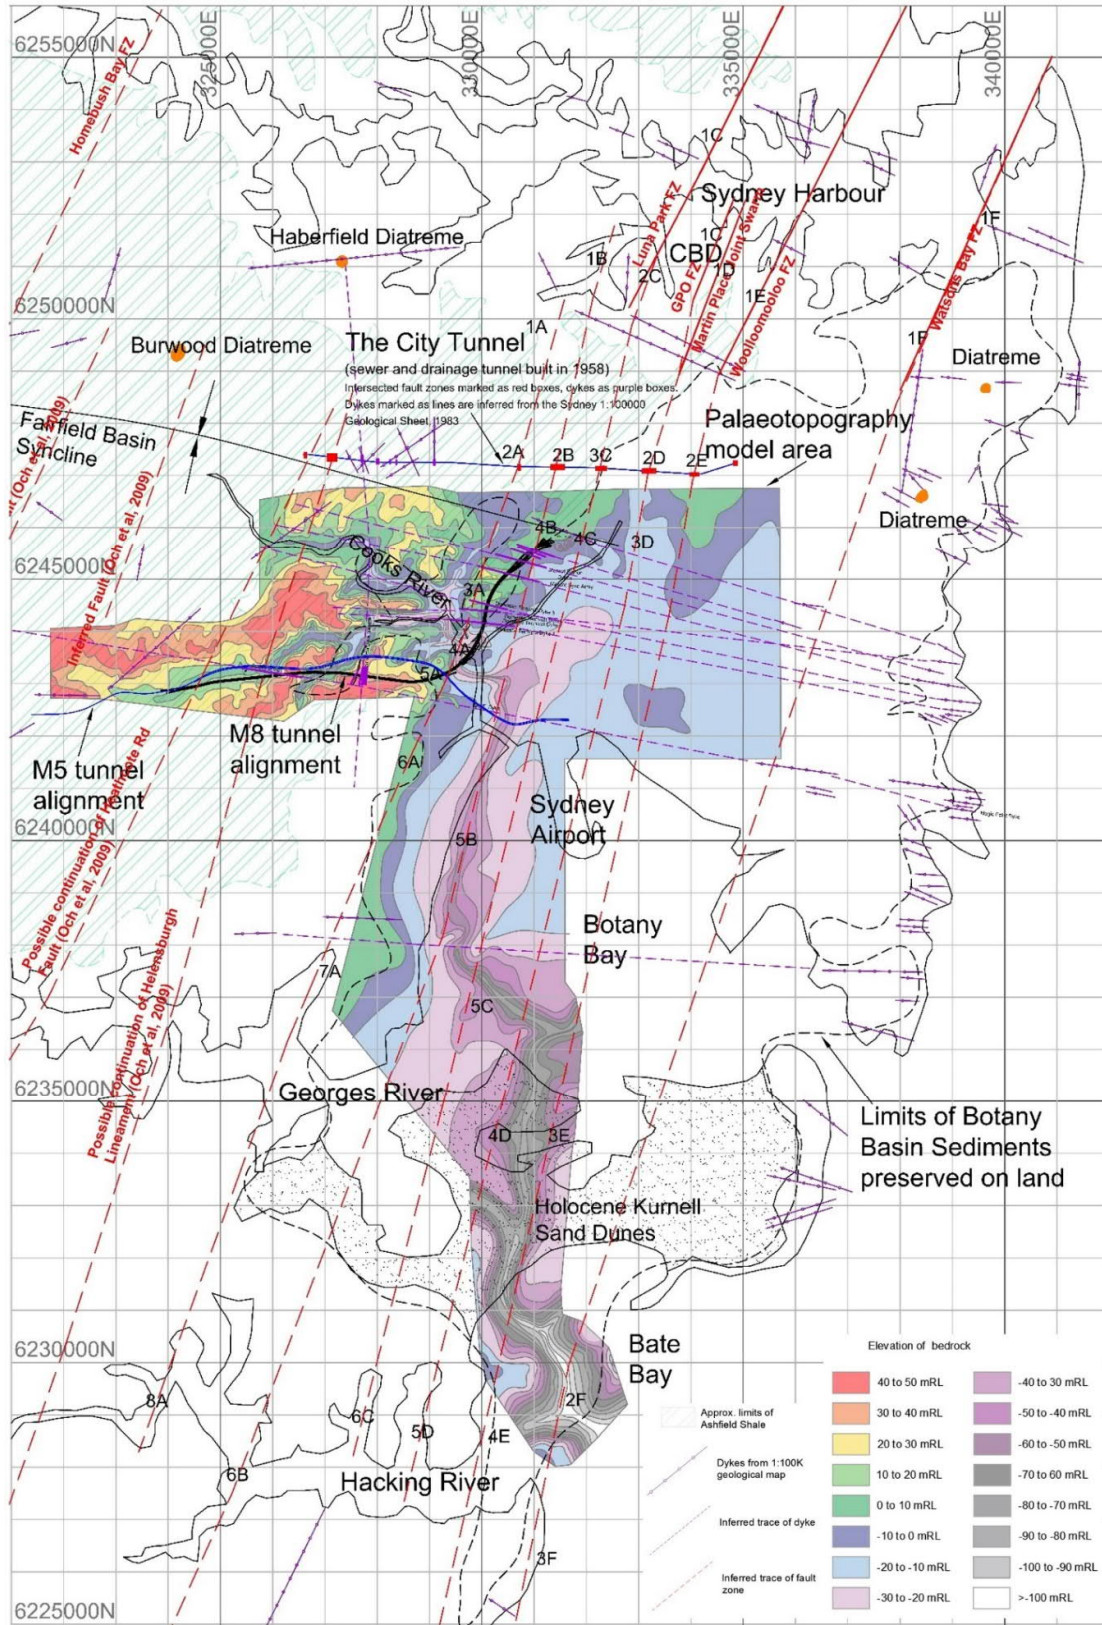 6255000N
325000E
330000E
335000E
340000E
Homebush Bay FZ
1C
Sydney Harbour
Luna Park FZ
1F
Haberfield Diatreme
1B
1C
CBD
2C
GPO FZ
1D
Martin Place Joint Swarm
Woolloomooloo FZ
1E
Watsons Bay FZ
6250000N
1A
1F
Burwood Diatreme
The City Tunnel
(sewer and drainage tunnel built in 1958)
Intersected fault zones marked as red boxes, dykes as purple boxes.
Dykes marked as lines are inferred from the Sydney 1:100000
Geological Sheet, 1983
Diatreme
Fairfield Basin
Syncline
Palaeotopography
model area
2A
2B
3C
2D
2E
(Och et al, 2009)
Inferred Fault (Och et al, 2009)
Diatreme
4B
4C
3D
6245000N
Cooks River
3A
4A
5A
M8 tunnel
alignment
M5 tunnel
alignment
6A
Sydney
Airport
6240000N
5B
Possible continuation of Heathcote Rd
Fault (Och et al, 2009)
Botany
Bay
7A
5C
Possible continuation of Helensburgh
Lineament (Och et al, 2009)
6235000N
Georges River
4D
3E
Limits of Botany
Basin Sediments
preserved on land
Holocene Kurnell
Sand Dunes
6230000N
Bate
Bay
8A
6C
5D
4E
2F
6B
Hacking River
3F
6225000N
Elevation of bedrock
Approx. limits of
Ashfield Shale
Dykes from 1:100K
geological map
Inferred trace of dyke
Inferred trace of fault
zone
40 to 50 mRL
30 to 40 mRL
20 to 30 mRL
10 to 20 mRL
0 to 10 mRL
-10 to 0 mRL
-20 to -10 mRL
-30 to -20 mRL
-40 to 30 mRL
-50 to -40 mRL
-60 to -50 mRL
-70 to 60 mRL
-80 to -70 mRL
-90 to -80 mRL
-100 to -90 mRL
>-100 mRL